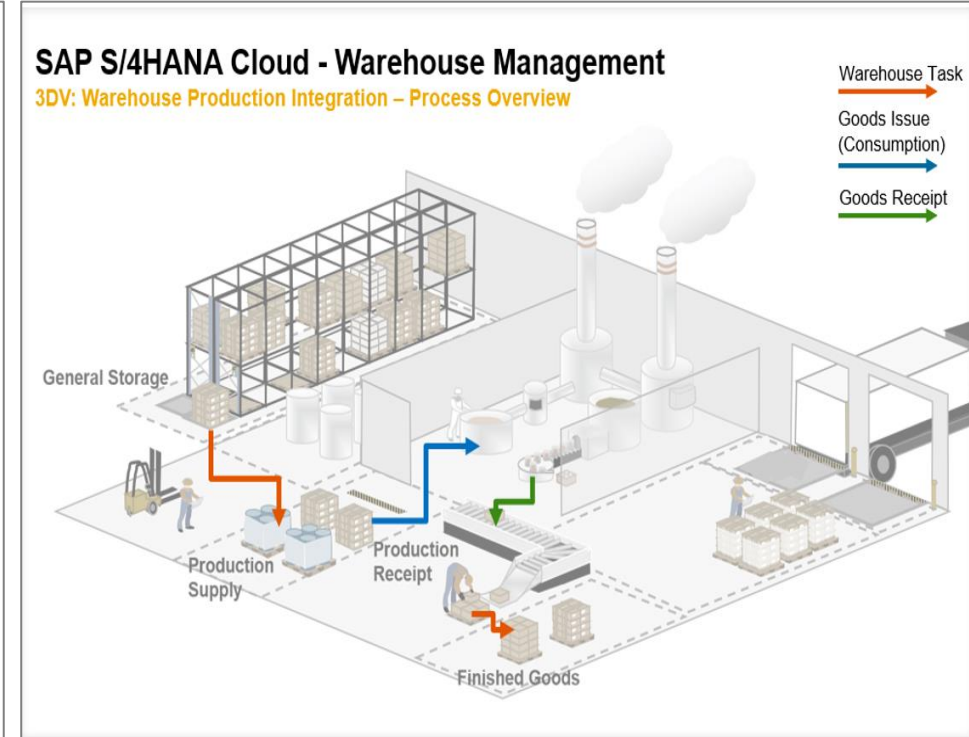 SAP S/4HANA Cloud - Warehouse Management
3DV: Warehouse Production Integration – Process Overview
Warehouse Task
Goods Issue
(Consumption)
Goods Receipt
General Storage
Production
Supply
Production
Receipt
Finished Goods